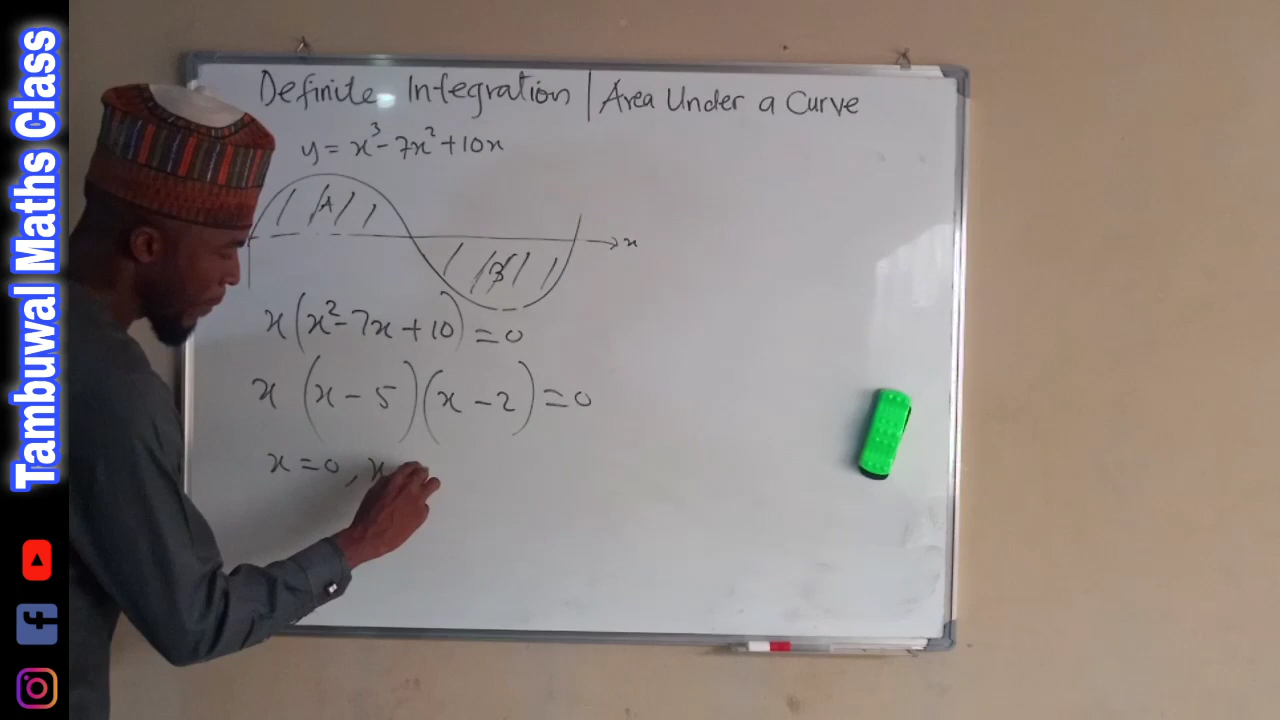 Tambuwal Maths Class
Definite Integration | Area Under a Curve
y = x³ - 7x² + 10x
A
x
B
x(x² - 7x + 10) = 0
x (x - 5)(x - 2) = 0
x = 0, x